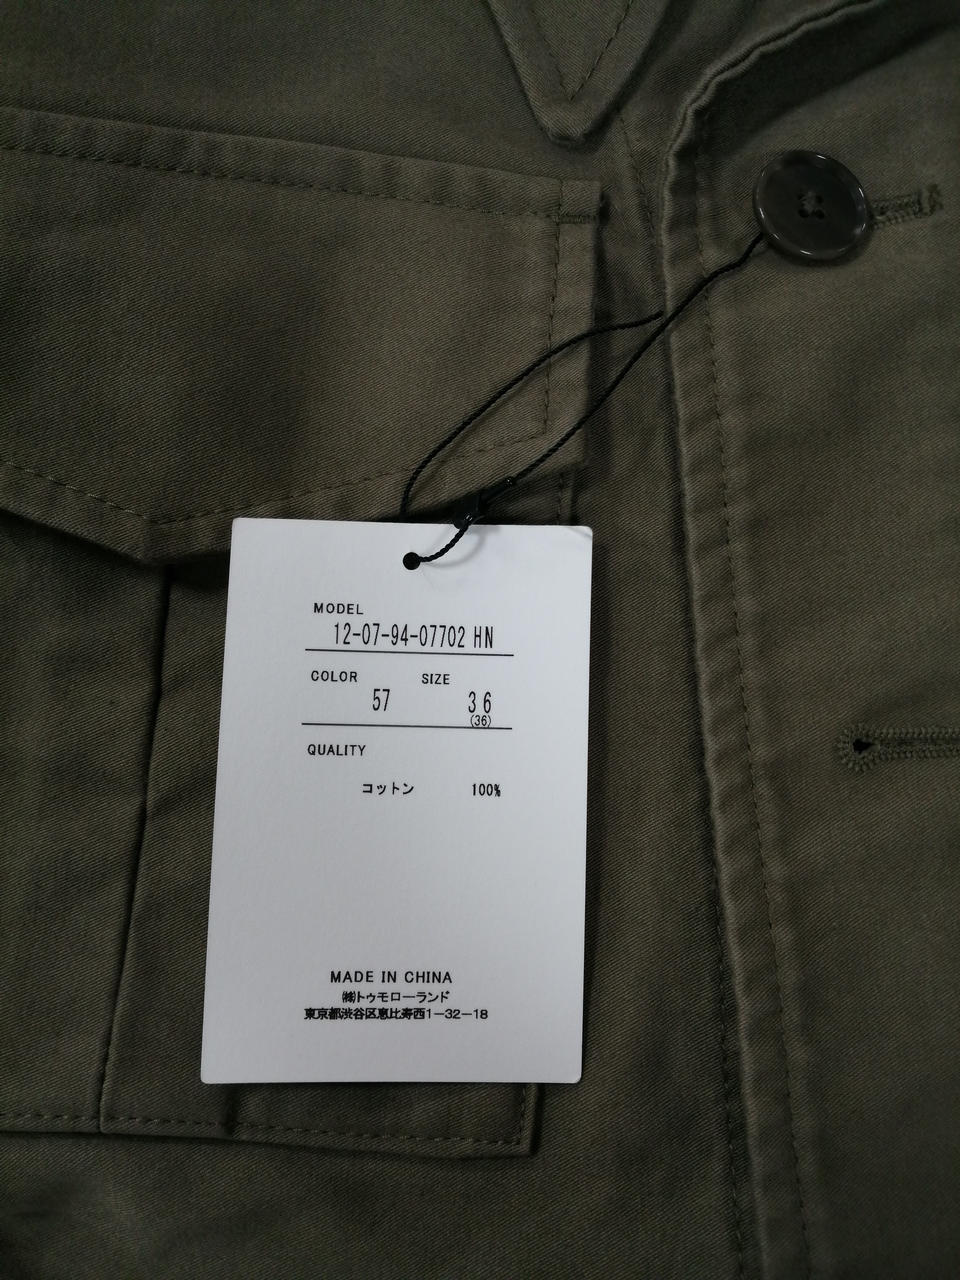 MODEL
12-07-94-07702 HN
COLOR SIZE
57 36
(36)
QUALITY
コットン 100%
MADE IN CHINA
㈱トゥモローランド
東京都渋谷区恵比寿西1-32-18